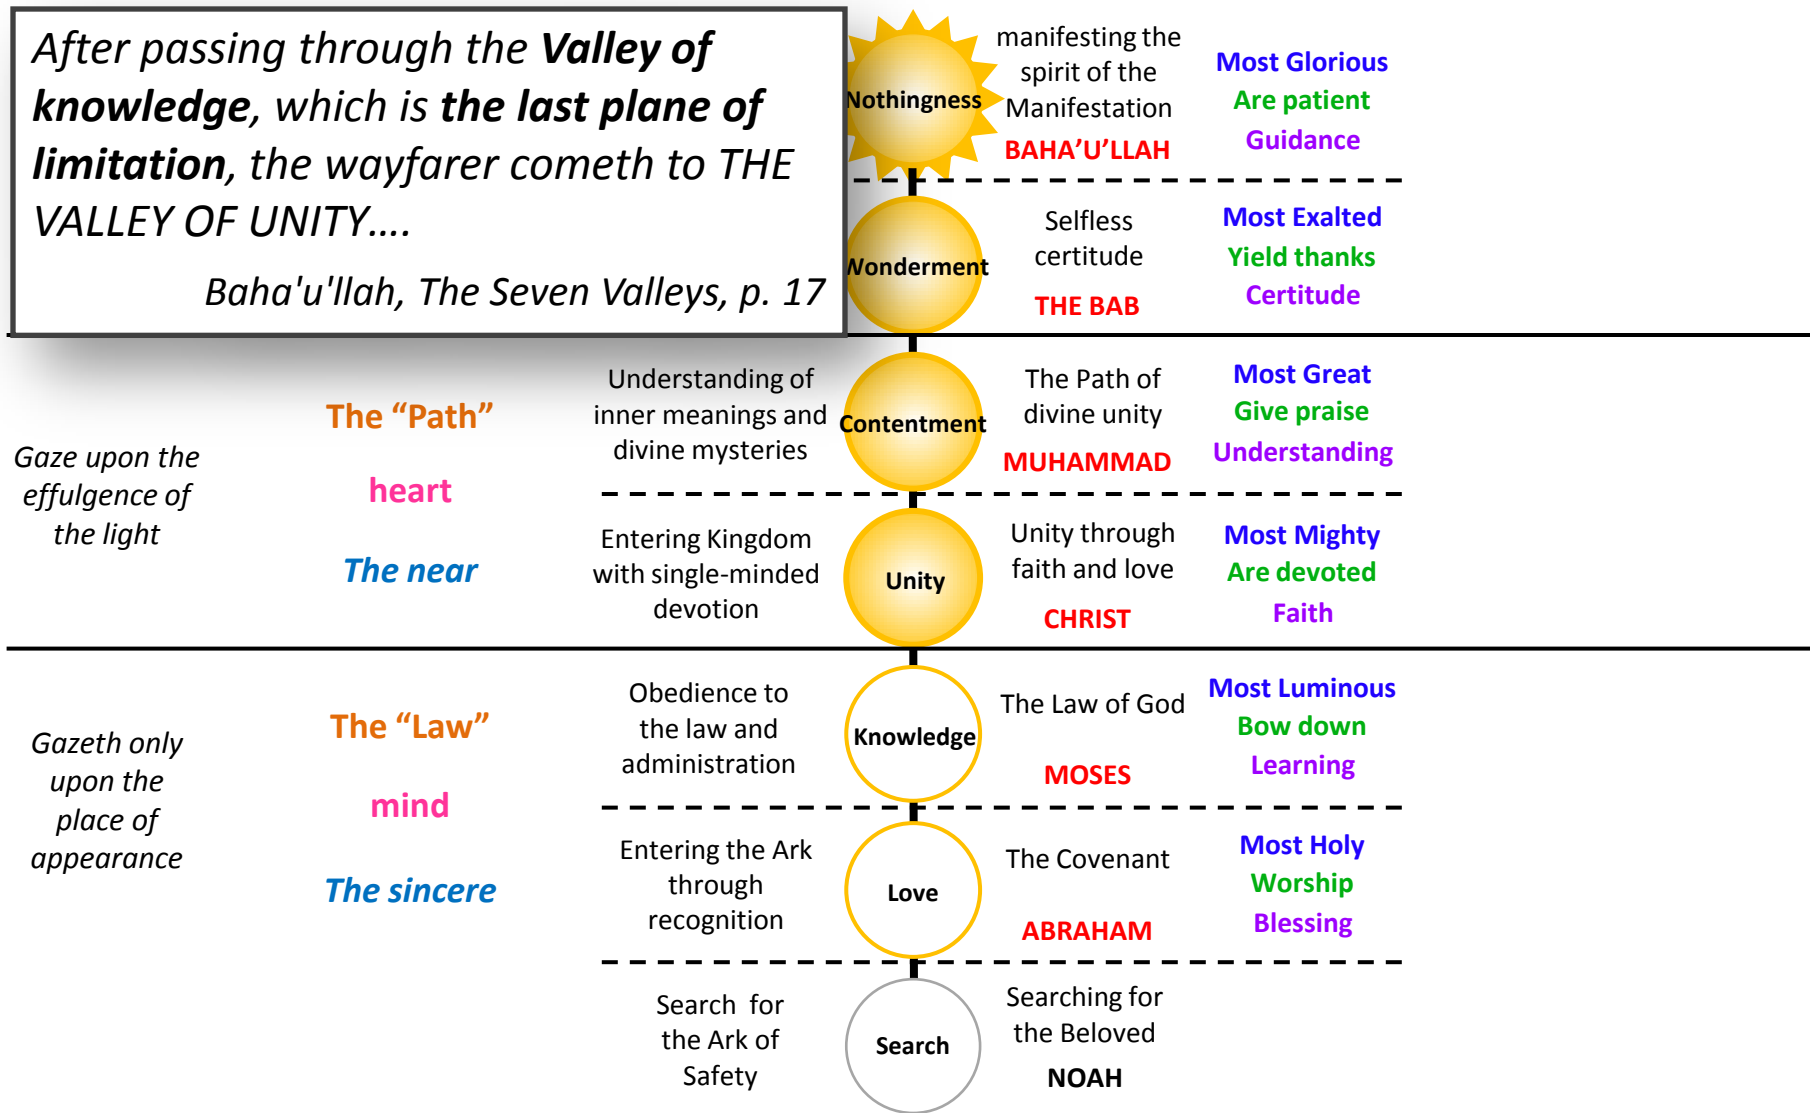 After passing through the Valley of
knowledge, which is the last plane of
limitation, the wayfarer cometh to THE
VALLEY OF UNITY....
Baha'u'llah, The Seven Valleys, p. 17
Nothingness
manifesting the
spirit of the
Manifestation
BAHA’U’LLAH
Most Glorious
Are patient
Guidance
Wonderment
Selfless
certitude
THE BAB
Most Exalted
Yield thanks
Certitude
Gaze upon the
effulgence of
the light
The “Path”
heart
The near
Understanding of
inner meanings and
divine mysteries
Contentment
The Path of
divine unity
MUHAMMAD
Most Great
Give praise
Understanding
Entering Kingdom
with single-minded
devotion
Unity
Unity through
faith and love
CHRIST
Most Mighty
Are devoted
Faith
Gazeth only
upon the
place of
appearance
The “Law”
mind
The sincere
Obedience to
the law and
administration
Knowledge
The Law of God
MOSES
Most Luminous
Bow down
Learning
Entering the Ark
through
recognition
Love
The Covenant
ABRAHAM
Most Holy
Worship
Blessing
Search for
the Ark of
Safety
Search
Searching for
the Beloved
NOAH